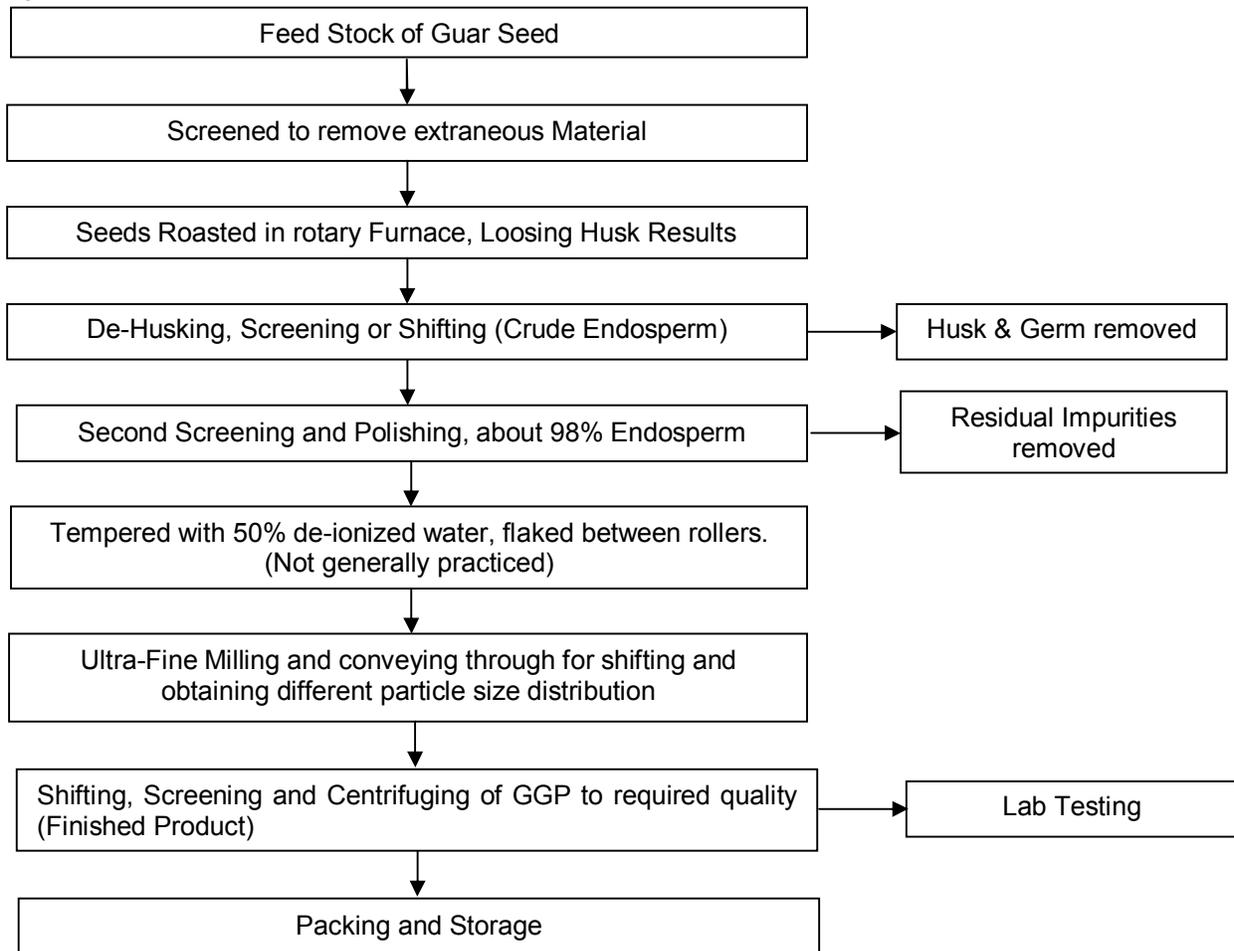 Feed Stock of Guar Seed
Screened to remove extraneous Material
Seeds Roasted in rotary Furnace, Loosing Husk Results
De-Husking, Screening or Shifting (Crude Endosperm)
Husk & Germ removed
Second Screening and Polishing, about 98% Endosperm
Residual Impurities
removed
Tempered with 50% de-ionized water, flaked between rollers.
(Not generally practiced)
Ultra-Fine Milling and conveying through for shifting and
obtaining different particle size distribution
Shifting, Screening and Centrifuging of GGP to required quality
(Finished Product)
Lab Testing
Packing and Storage